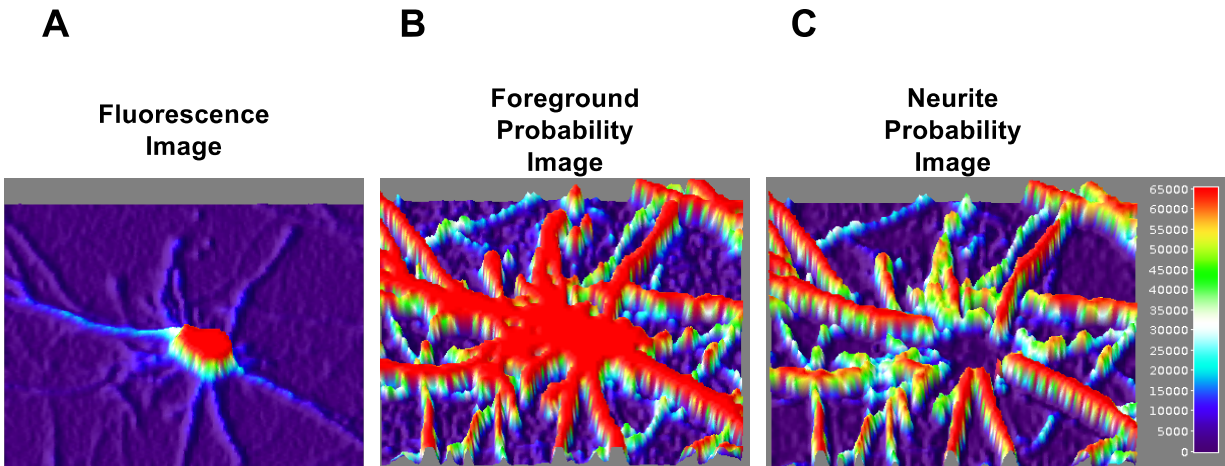 A
B
C
Fluorescence
Image
Foreground
Probability
Image
Neurite
Probability
Image
65000
60000
55000
50000
45000
40000
35000
30000
25000
20000
15000
10000
5000
0